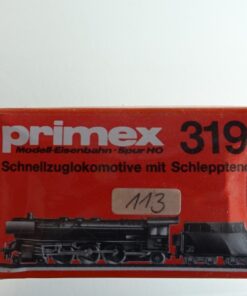 primex 319
Modell-Eisenbahn · Spur HO
Schnellzuglokomotive mit Schlepptend
113